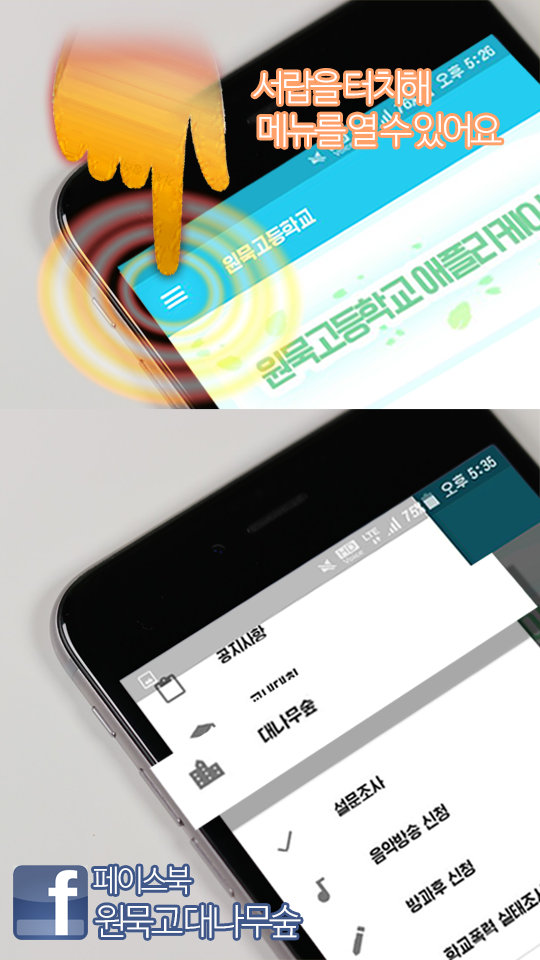 서랍을 터치해
메뉴를 열 수 있어요
오후 5:26
원묵고등학교
원묵고등학교 애플리케이
오후 5:35
LTE
75%
공지사항
대나무숲
설문조사
음악방송 신청
방과후 신청
학교폭력 실태조사
f 페이스북
원묵고대나무숲